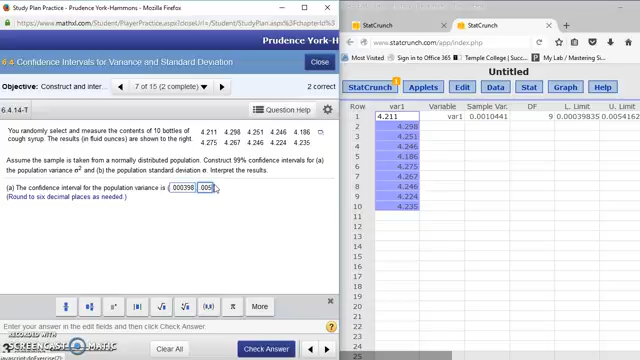 Study Plan Practice - Prudence York-Hammons - Mozilla Firefox
https://www.mathxl.com/Student/PlayerPractice.aspx?closeUrl=/Student/StudyPlan.aspx%3FchapterId
Prudence York-H
6.4 Confidence Intervals for Variance and Standard Deviation
Close
Objective: Construct and inter
7 of 15 (2 complete)
2 correct
6.4.14-T
Question Help
You randomly select and measure the contents of 10 bottles of
cough syrup. The results (in fluid ounces) are shown to the right.
4.211 4.298 4.251 4.246 4.186
4.275 4.267 4.246 4.224 4.235
Assume the sample is taken from a normally distributed population. Construct 99% confidence intervals for (a)
the population variance σ² and (b) the population standard deviation σ. Interpret the results.
(a) The confidence interval for the population variance is (.000398,.005)
(Round to six decimal places as needed.)
More
Enter your answer in the edit fields and then click Check Answer.
RECORDED WITH
SCREENCAST MATIC
Clear All
Check Answer
javascript:doExercise(7);
StatCrunch
StatCrunch
www.statcrunch.com/app/index.php
Most Visited
Sign in to Office 365
Temple College
My Lab / Mastering
Untitled
StatCrunch 1
Applets
Edit
Data
Stat
Graph
Row var1 Variable Sample Var. DF L. Limit U. Limit
1 4.211 var1 0.0010441 9 0.00039835 0.0054162
2 4.298
3 4.251
4 4.246
5 4.186
6 4.275
7 4.267
8 4.246
9 4.224
10 4.235
11
12
13
14
15
16
17
18
19
20
21
22
23
24
25